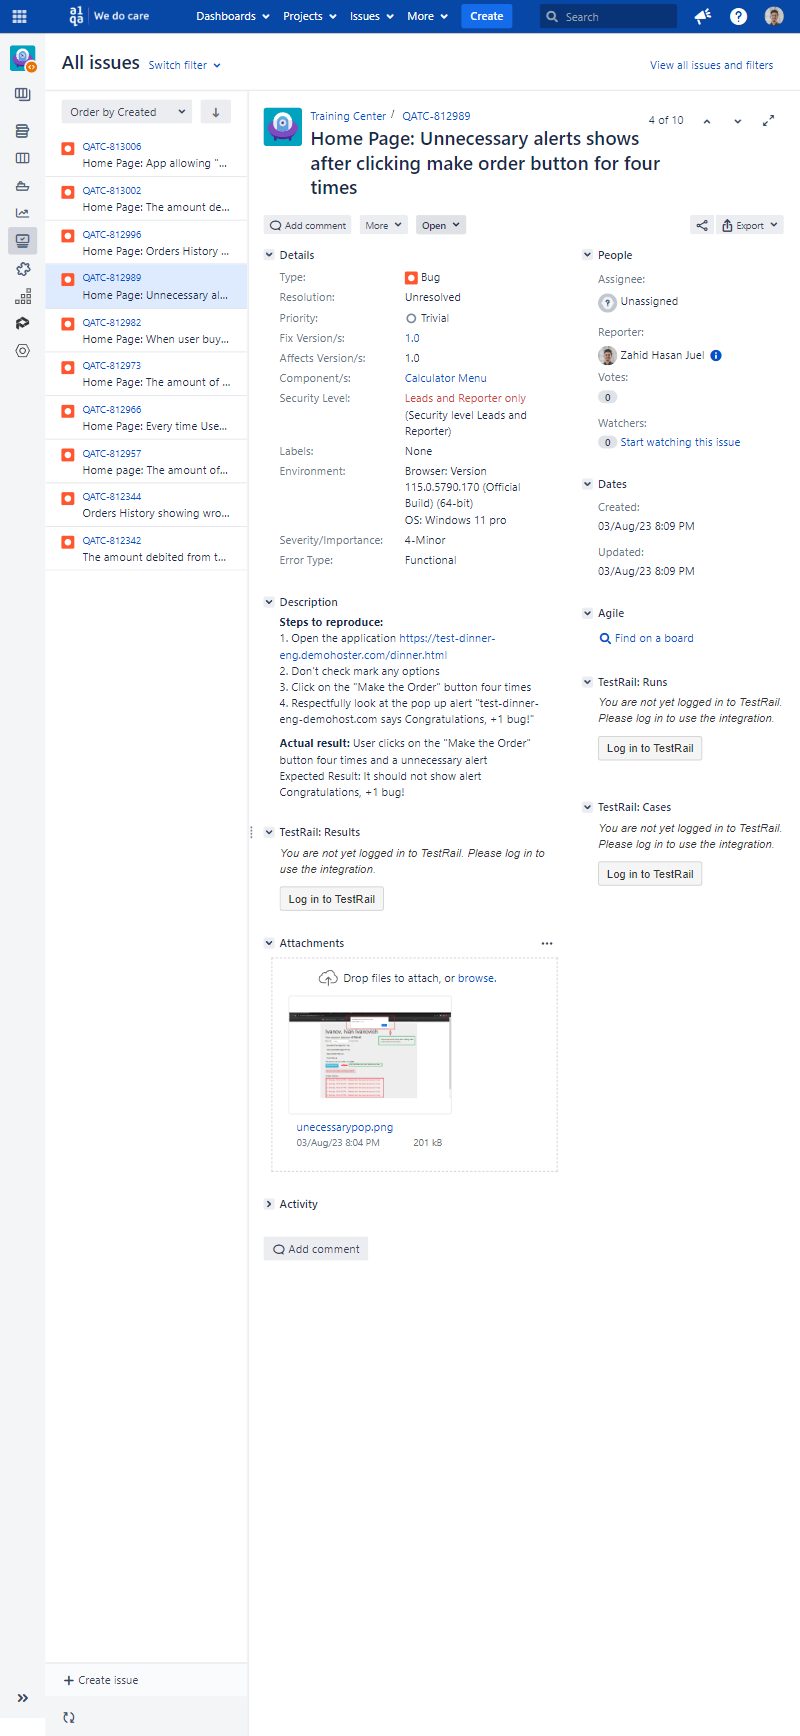 a1qa We do care Dashboards Projects Issues More Create Search
All issues Switch filter View all issues and filters
Order by Created
QATC-813006
Home Page: App allowing "...
QATC-813002
Home Page: The amount de...
QATC-812996
Home Page: Orders History ...
QATC-812989
Home Page: Unnecessary al...
QATC-812982
Home Page: When user buy...
QATC-812973
Home Page: The amount of ...
QATC-812966
Home Page: Every time Use...
QATC-812957
Home page: The amount of...
QATC-812344
Orders History showing wro...
QATC-812342
The amount debited from t...
Create issue
Training Center / QATC-812989
4 of 10
Home Page: Unnecessary alerts shows
after clicking make order button for four
times
Add comment More Open Export
Details
Type: Bug
Resolution: Unresolved
Priority: Trivial
Fix Version/s: 1.0
Affects Version/s: 1.0
Component/s: Calculator Menu
Security Level: Leads and Reporter only
(Security level Leads and
Reporter)
Labels: None
Environment: Browser: Version
115.0.5790.170 (Official
Build) (64-bit)
OS: Windows 11 pro
Severity/Importance: 4-Minor
Error Type: Functional
Description
Steps to reproduce:
1. Open the application https://test-dinner-
eng.demohoster.com/dinner.html
2. Don't check mark any options
3. Click on the "Make the Order" button four times
4. Respectfully look at the pop up alert "test-dinner-
eng-demohost.com says Congratulations, +1 bug!"
Actual result: User clicks on the "Make the Order"
button four times and a unnecessary alert
Expected Result: It should not show alert
Congratulations, +1 bug!
TestRail: Results
You are not yet logged in to TestRail. Please log in to
use the integration.
Log in to TestRail
Attachments
Drop files to attach, or browse.
Ivanov, Ivan Ivanovich
unecessarypop.png
03/Aug/23 8:04 PM 201 kB
Activity
Add comment
People
Assignee:
Unassigned
Reporter:
Zahid Hasan Juel
Votes:
0
Watchers:
0 Start watching this issue
Dates
Created:
03/Aug/23 8:09 PM
Updated:
03/Aug/23 8:09 PM
Agile
Find on a board
TestRail: Runs
You are not yet logged in to TestRail.
Please log in to use the integration.
Log in to TestRail
TestRail: Cases
You are not yet logged in to TestRail.
Please log in to use the integration.
Log in to TestRail